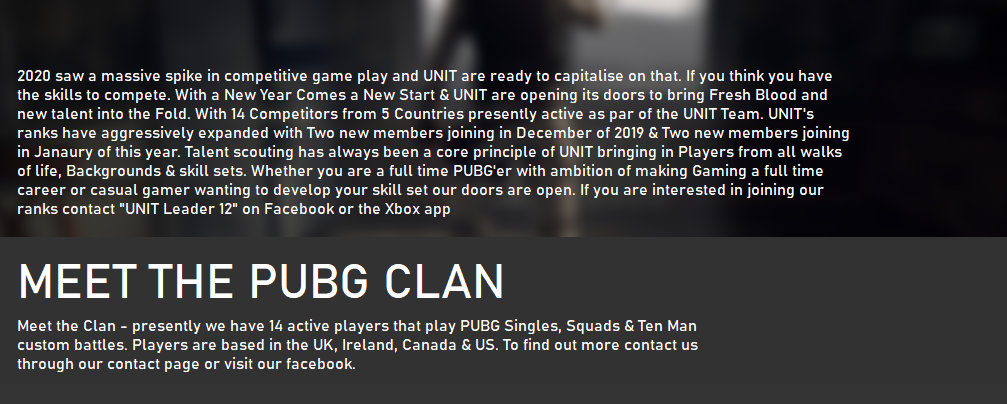 2020 saw a massive spike in competitive game play and UNIT are ready to capitalise on that. If you think you have
the skills to compete. With a New Year Comes a New Start & UNIT are opening its doors to bring Fresh Blood and
new talent into the Fold. With 14 Competitors from 5 Countries presently active as par of the UNIT Team. UNIT's
ranks have aggressively expanded with Two new members joining in December of 2019 & Two new members joining
in Janaury of this year. Talent scouting has always been a core principle of UNIT bringing in Players from all walks
of life, Backgrounds & skill sets. Whether you are a full time PUBG'er with ambition of making Gaming a full time
career or casual gamer wanting to develop your skill set our doors are open. If you are interested in joining our
ranks contact "UNIT Leader 12" on Facebook or the Xbox app
MEET THE PUBG CLAN
Meet the Clan - presently we have 14 active players that play PUBG Singles, Squads & Ten Man
custom battles. Players are based in the UK, Ireland, Canada & US. To find out more contact us
through our contact page or visit our facebook.